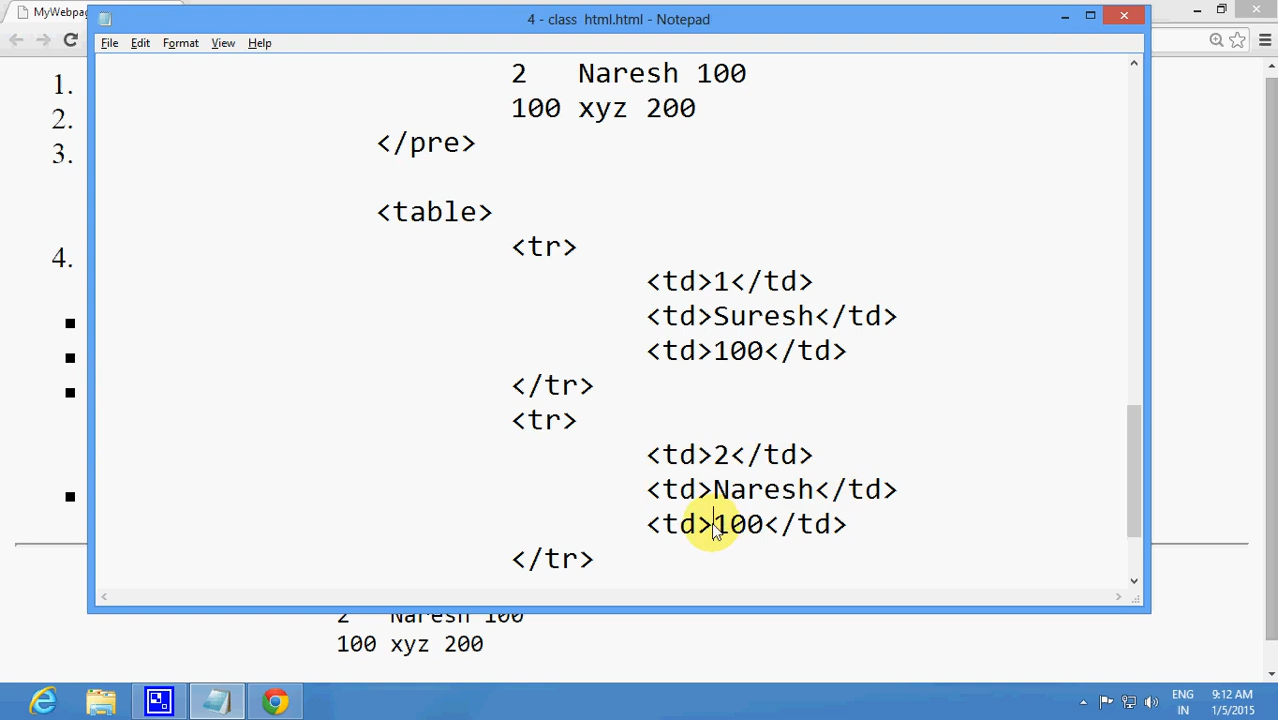 MyWebpag
4 - class  html.html - Notepad
File Edit Format View Help
2   Naresh 100
100 xyz 200
</pre>
<table>
<tr>
<td>1</td>
<td>Suresh</td>
<td>100</td>
</tr>
<tr>
<td>2</td>
<td>Naresh</td>
<td>100</td>
</tr>
1.
2.
3.
4.
2   Naresh 100
100 xyz 200
ENG 9:12 AM
IN 1/5/2015